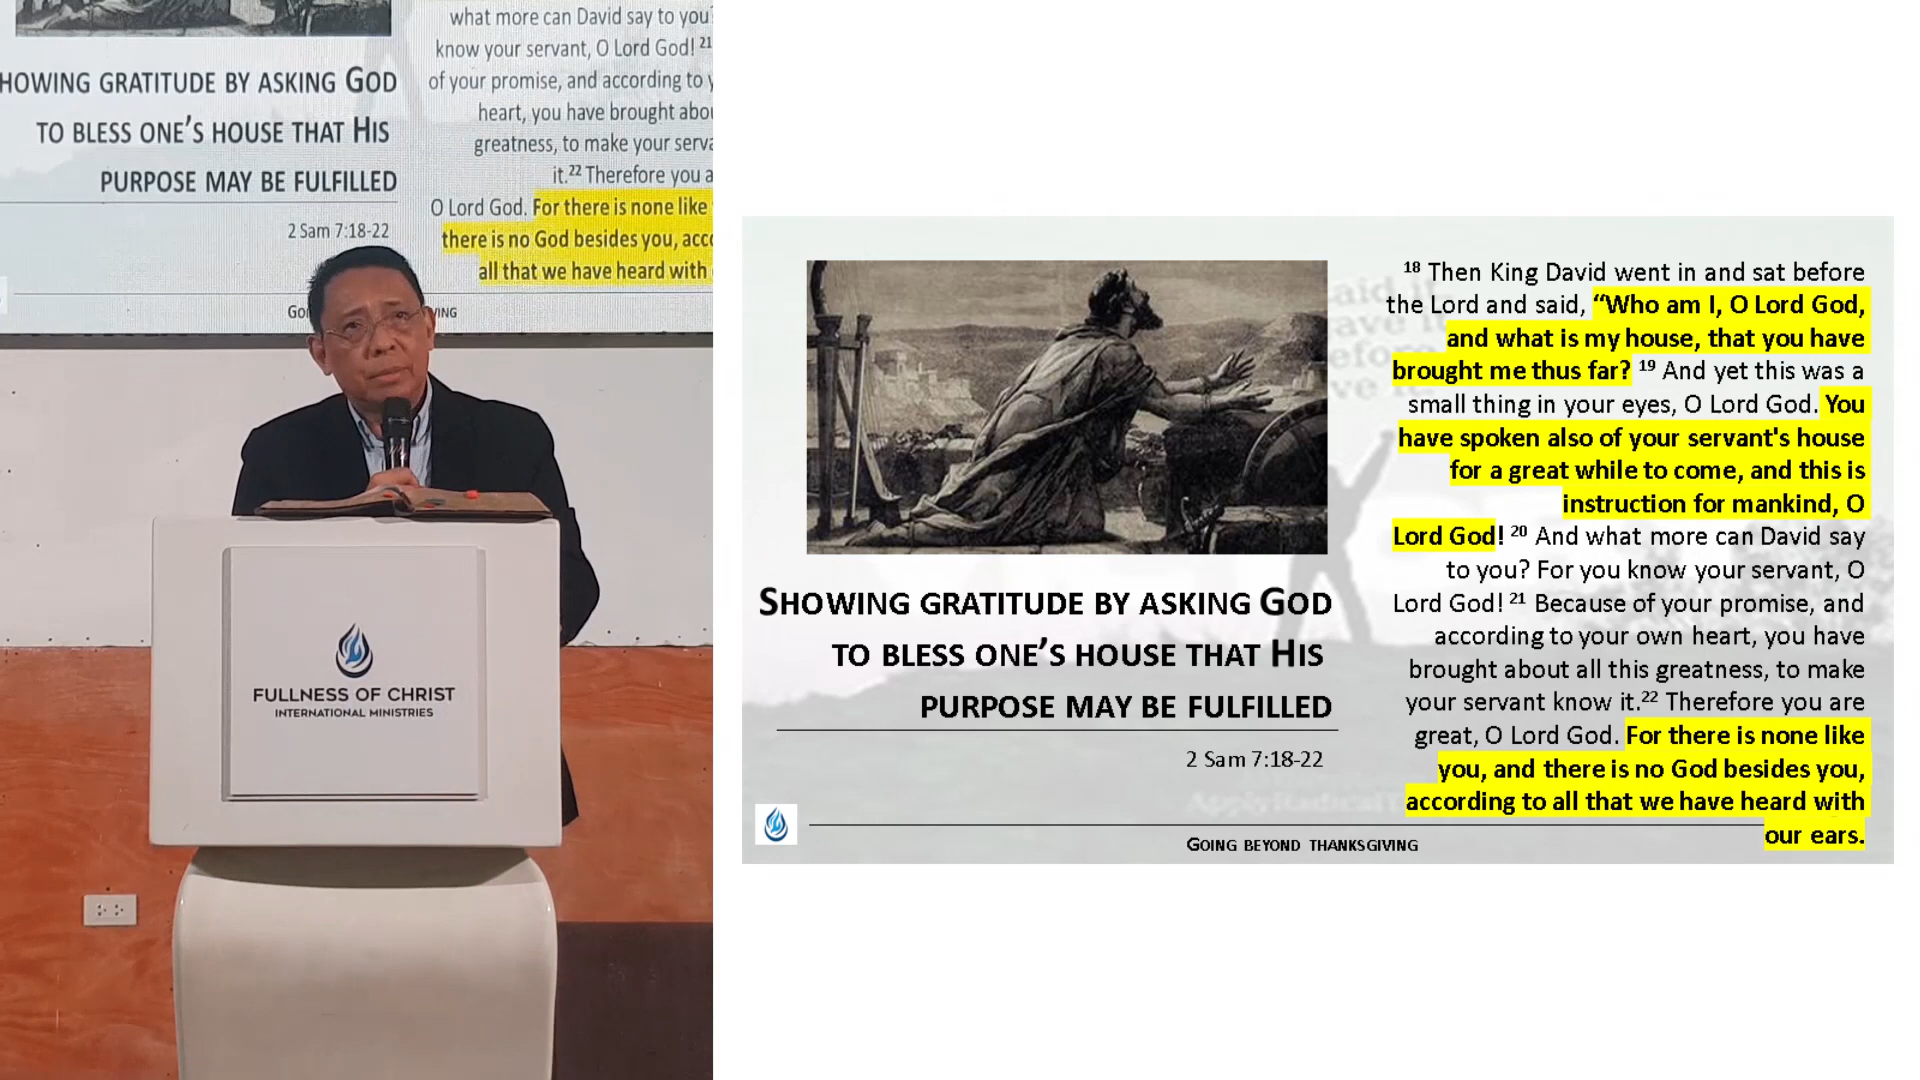 what more can David say to you?
know your servant, O Lord God! 21
of your promise, and according to
heart, you have brought
greatness, to make your
it.22 Therefore you
O Lord God. For there is none like
there is no God besides you,
all that we have heard with
HOWING GRATITUDE BY ASKING GOD
TO BLESS ONE'S HOUSE THAT HIS
PURPOSE MAY BE FULFILLED
2 Sam 7:18-22
FULLNESS OF CHRIST
INTERNATIONAL MINISTRIES
SHOWING GRATITUDE BY ASKING GOD
TO BLESS ONE'S HOUSE THAT HIS
PURPOSE MAY BE FULFILLED
2 Sam 7:18-22
18 Then King David went in and sat before
the Lord and said, “Who am I, O Lord God,
and what is my house, that you have
brought me thus far? 19 And yet this was a
small thing in your eyes, O Lord God. You
have spoken also of your servant's house
for a great while to come, and this is
instruction for mankind, O
Lord God! 20 And what more can David say
to you? For you know your servant, O
Lord God! 21 Because of your promise, and
according to your own heart, you have
brought about all this greatness, to make
your servant know it.22 Therefore you are
great, O Lord God. For there is none like
you, and there is no God besides you,
according to all that we have heard with
our ears.
GOING BEYOND THANKSGIVING